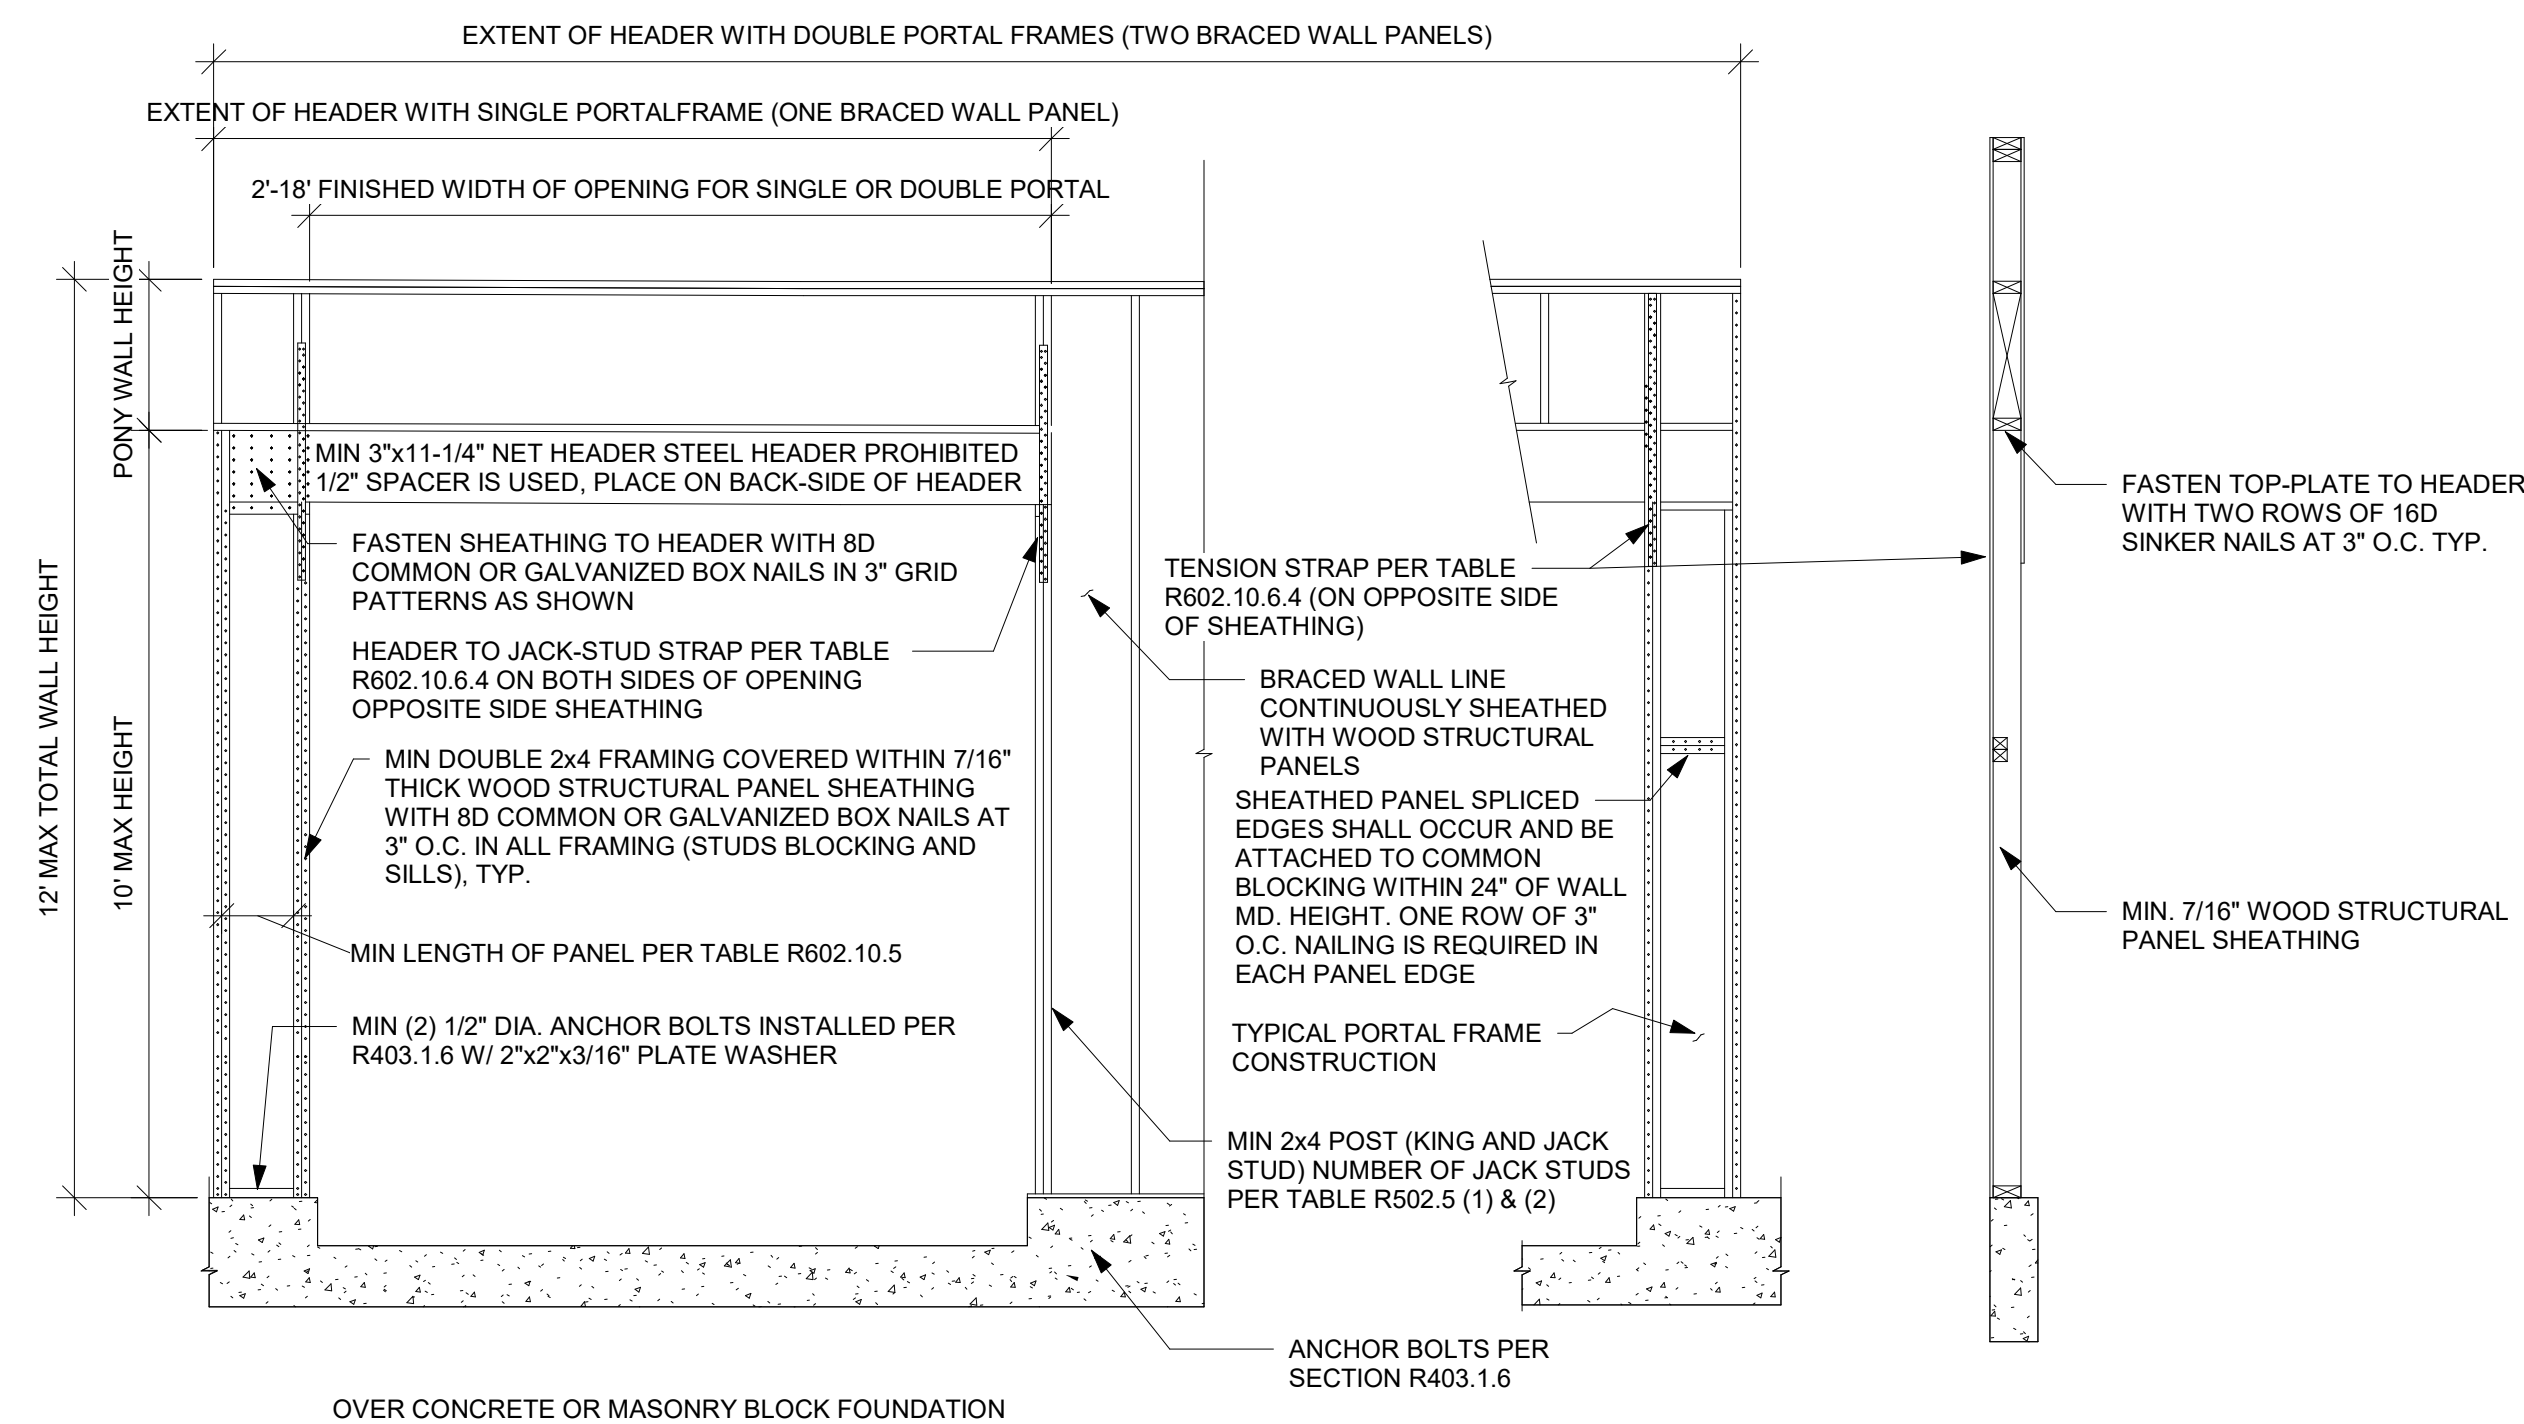 EXTENT OF HEADER WITH DOUBLE PORTAL FRAMES (TWO BRACED WALL PANELS)
EXTENT OF HEADER WITH SINGLE PORTALFRAME (ONE BRACED WALL PANEL)
2'-18' FINISHED WIDTH OF OPENING FOR SINGLE OR DOUBLE PORTAL
PONY WALL HEIGHT
12' MAX TOTAL WALL HEIGHT
10' MAX HEIGHT
MIN 3"x11-1/4" NET HEADER STEEL HEADER PROHIBITED
1/2" SPACER IS USED, PLACE ON BACK-SIDE OF HEADER
FASTEN SHEATHING TO HEADER WITH 8D
COMMON OR GALVANIZED BOX NAILS IN 3" GRID
PATTERNS AS SHOWN
HEADER TO JACK-STUD STRAP PER TABLE
R602.10.6.4 ON BOTH SIDES OF OPENING
OPPOSITE SIDE SHEATHING
MIN DOUBLE 2x4 FRAMING COVERED WITHIN 7/16"
THICK WOOD STRUCTURAL PANEL SHEATHING
WITH 8D COMMON OR GALVANIZED BOX NAILS AT
3" O.C. IN ALL FRAMING (STUDS BLOCKING AND
SILLS), TYP.
MIN LENGTH OF PANEL PER TABLE R602.10.5
MIN (2) 1/2" DIA. ANCHOR BOLTS INSTALLED PER
R403.1.6 W/ 2"x2"x3/16" PLATE WASHER
TENSION STRAP PER TABLE
R602.10.6.4 (ON OPPOSITE SIDE
OF SHEATHING)
BRACED WALL LINE
CONTINUOUSLY SHEATHED
WITH WOOD STRUCTURAL
PANELS
SHEATHED PANEL SPLICED
EDGES SHALL OCCUR AND BE
ATTACHED TO COMMON
BLOCKING WITHIN 24" OF WALL
MD. HEIGHT. ONE ROW OF 3"
O.C. NAILING IS REQUIRED IN
EACH PANEL EDGE
TYPICAL PORTAL FRAME
CONSTRUCTION
MIN 2x4 POST (KING AND JACK
STUD) NUMBER OF JACK STUDS
PER TABLE R502.5 (1) & (2)
ANCHOR BOLTS PER
SECTION R403.1.6
FASTEN TOP-PLATE TO HEADER
WITH TWO ROWS OF 16D
SINKER NAILS AT 3" O.C. TYP.
MIN. 7/16" WOOD STRUCTURAL
PANEL SHEATHING
OVER CONCRETE OR MASONRY BLOCK FOUNDATION